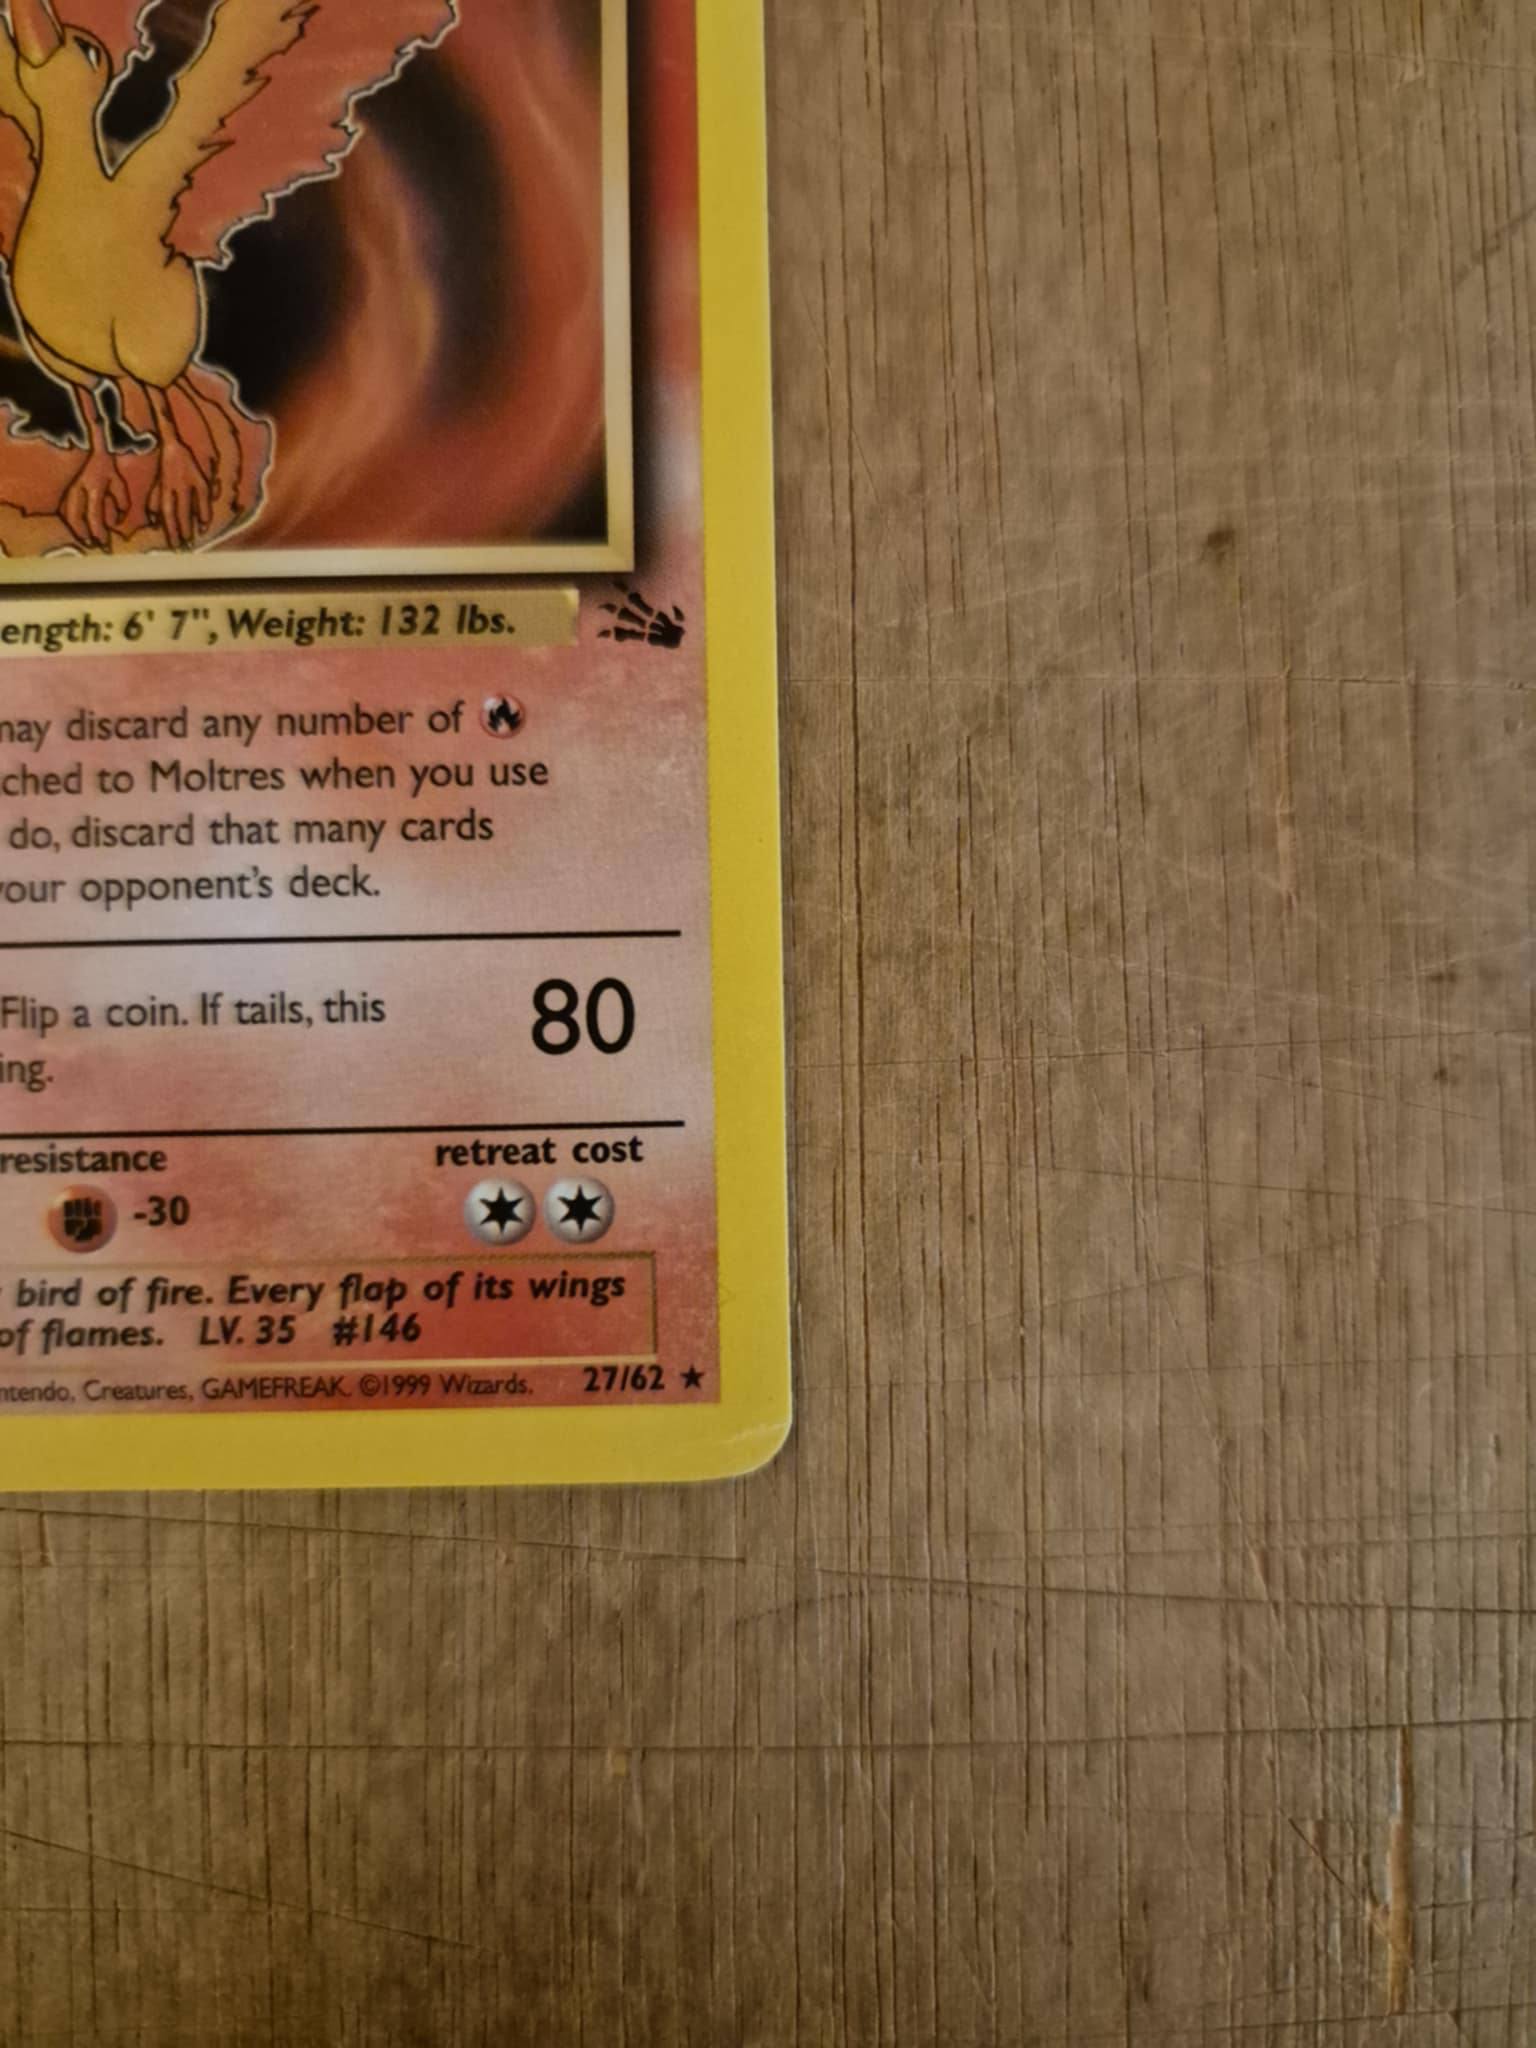 ength: 6' 7", Weight: 132 lbs.
may discard any number of
ched to Moltres when you use
do, discard that many cards
your opponent's deck.
Flip a coin. If tails, this
80
ing.
resistance
retreat cost
-30
bird of fire. Every flap of its wings
of flames. LV. 35 #146
ntendo, Creatures, GAMEFREAK. ©1999 Wizards. 27/62 ★